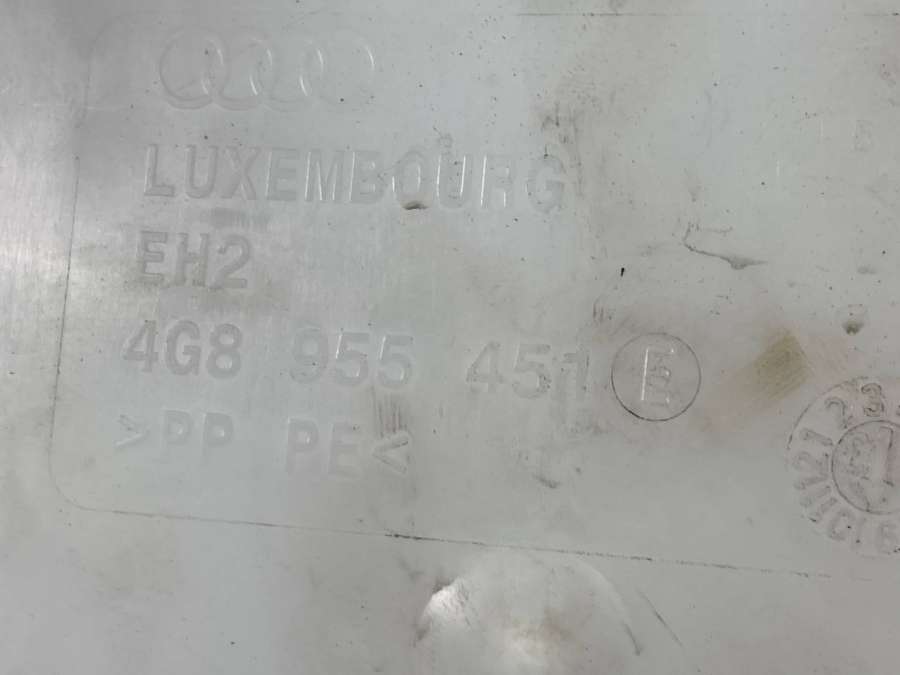 LUXEMBOURG
EH2
4G8 955 451 E
>PP PE<